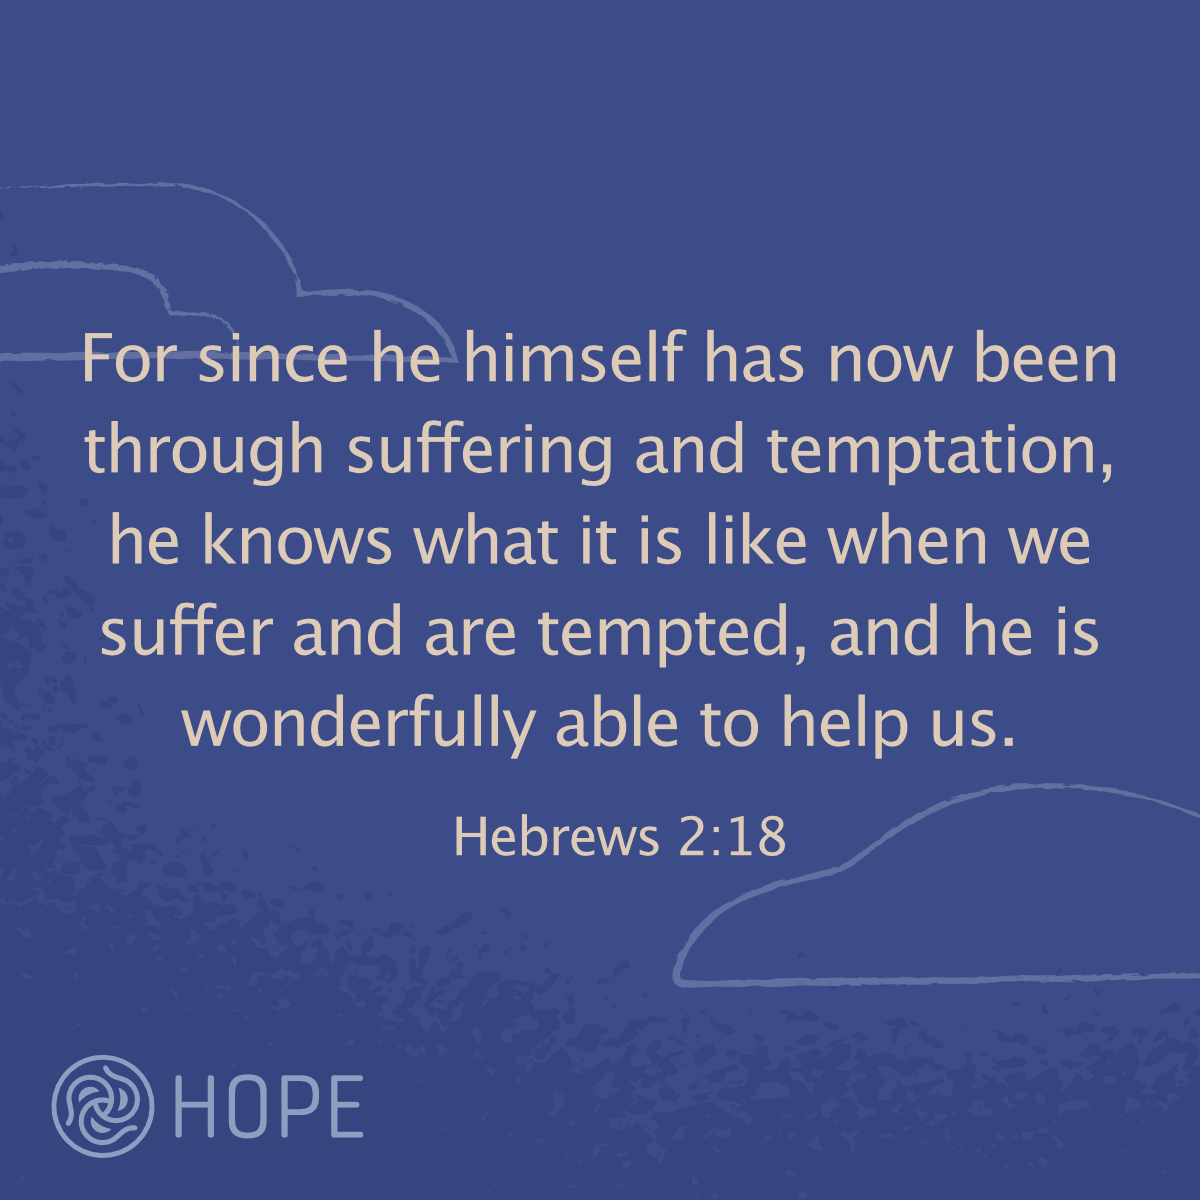 For since he himself has now been
through suffering and temptation,
he knows what it is like when we
suffer and are tempted, and he is
wonderfully able to help us.
Hebrews 2:18
HOPE